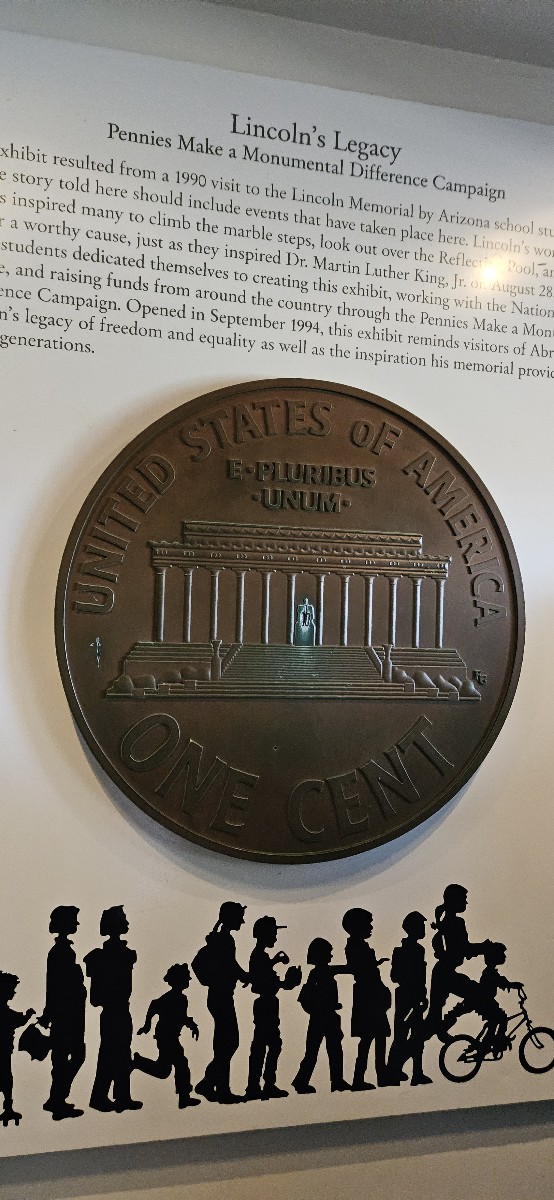 Lincoln's Legacy
Pennies Make a Monumental Difference Campaign
xhibit resulted from a 1990 visit to the Lincoln Memorial by Arizona school stu
e story told here should include events that have taken place here. Lincoln's wo
s inspired many to climb the marble steps, look out over the Reflecting Pool, a
r a worthy cause, just as they inspired Dr. Martin Luther King, Jr. on August 28
students dedicated themselves to creating this exhibit, working with the Nation
e, and raising funds from around the country through the Pennies Make a Mon
ence Campaign. Opened in September 1994, this exhibit reminds visitors of Abr
n's legacy of freedom and equality as well as the inspiration his memorial provi
generations.
UNITED STATES OF AMERICA
E·PLURIBUS
·UNUM·
ONE CENT